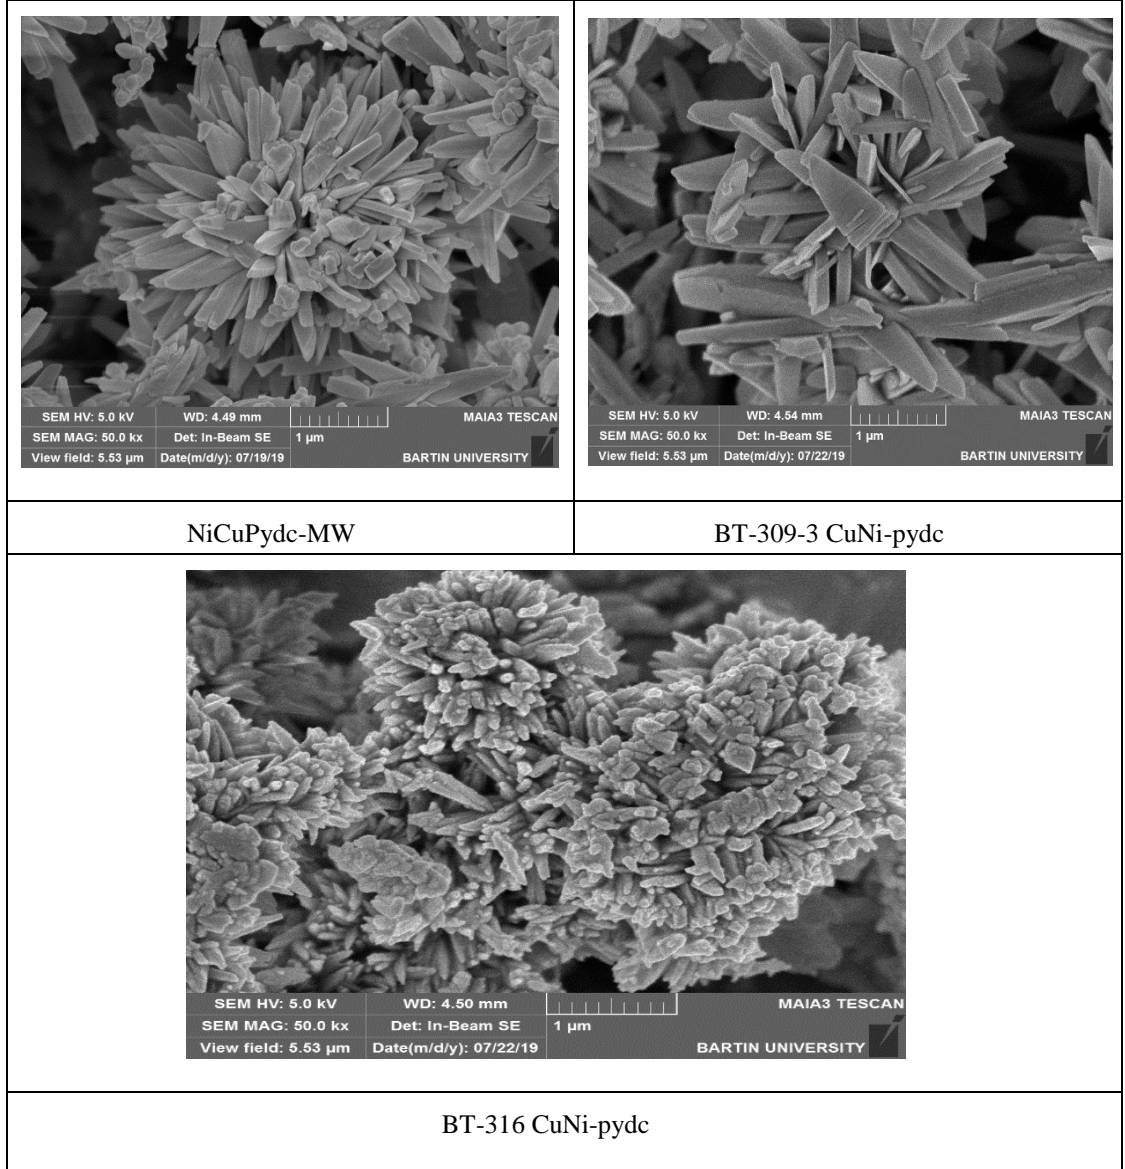 SEM HV: 5.0 kV WD: 4.49 mm MAIA3 TESCAN
SEM MAG: 50.0 kx Det: In-Beam SE 1 µm
View field: 5.53 µm Date(m/d/y): 07/19/19 BARTIN UNIVERSITY
SEM HV: 5.0 kV WD: 4.54 mm MAIA3 TESCAN
SEM MAG: 50.0 kx Det: In-Beam SE 1 µm
View field: 5.53 µm Date(m/d/y): 07/22/19 BARTIN UNIVERSITY
NiCuPydc-MW
BT-309-3 CuNi-pydc
SEM HV: 5.0 kV WD: 4.50 mm MAIA3 TESCAN
SEM MAG: 50.0 kx Det: In-Beam SE 1 µm
View field: 5.53 µm Date(m/d/y): 07/22/19 BARTIN UNIVERSITY
BT-316 CuNi-pydc